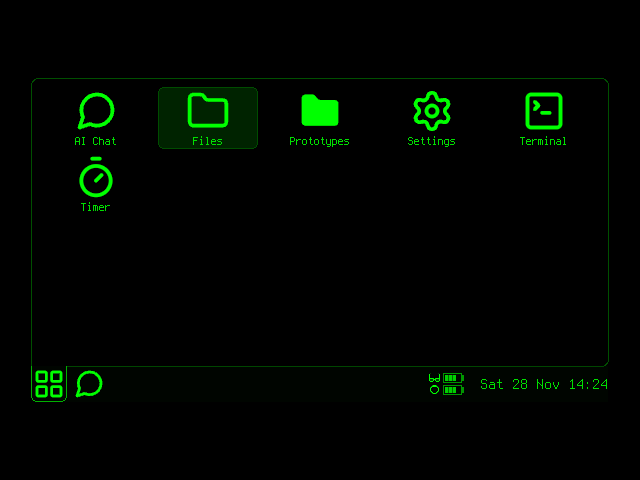 AI Chat
Files
Prototypes
Settings
Terminal
Timer
Sat 28 Nov 14:24